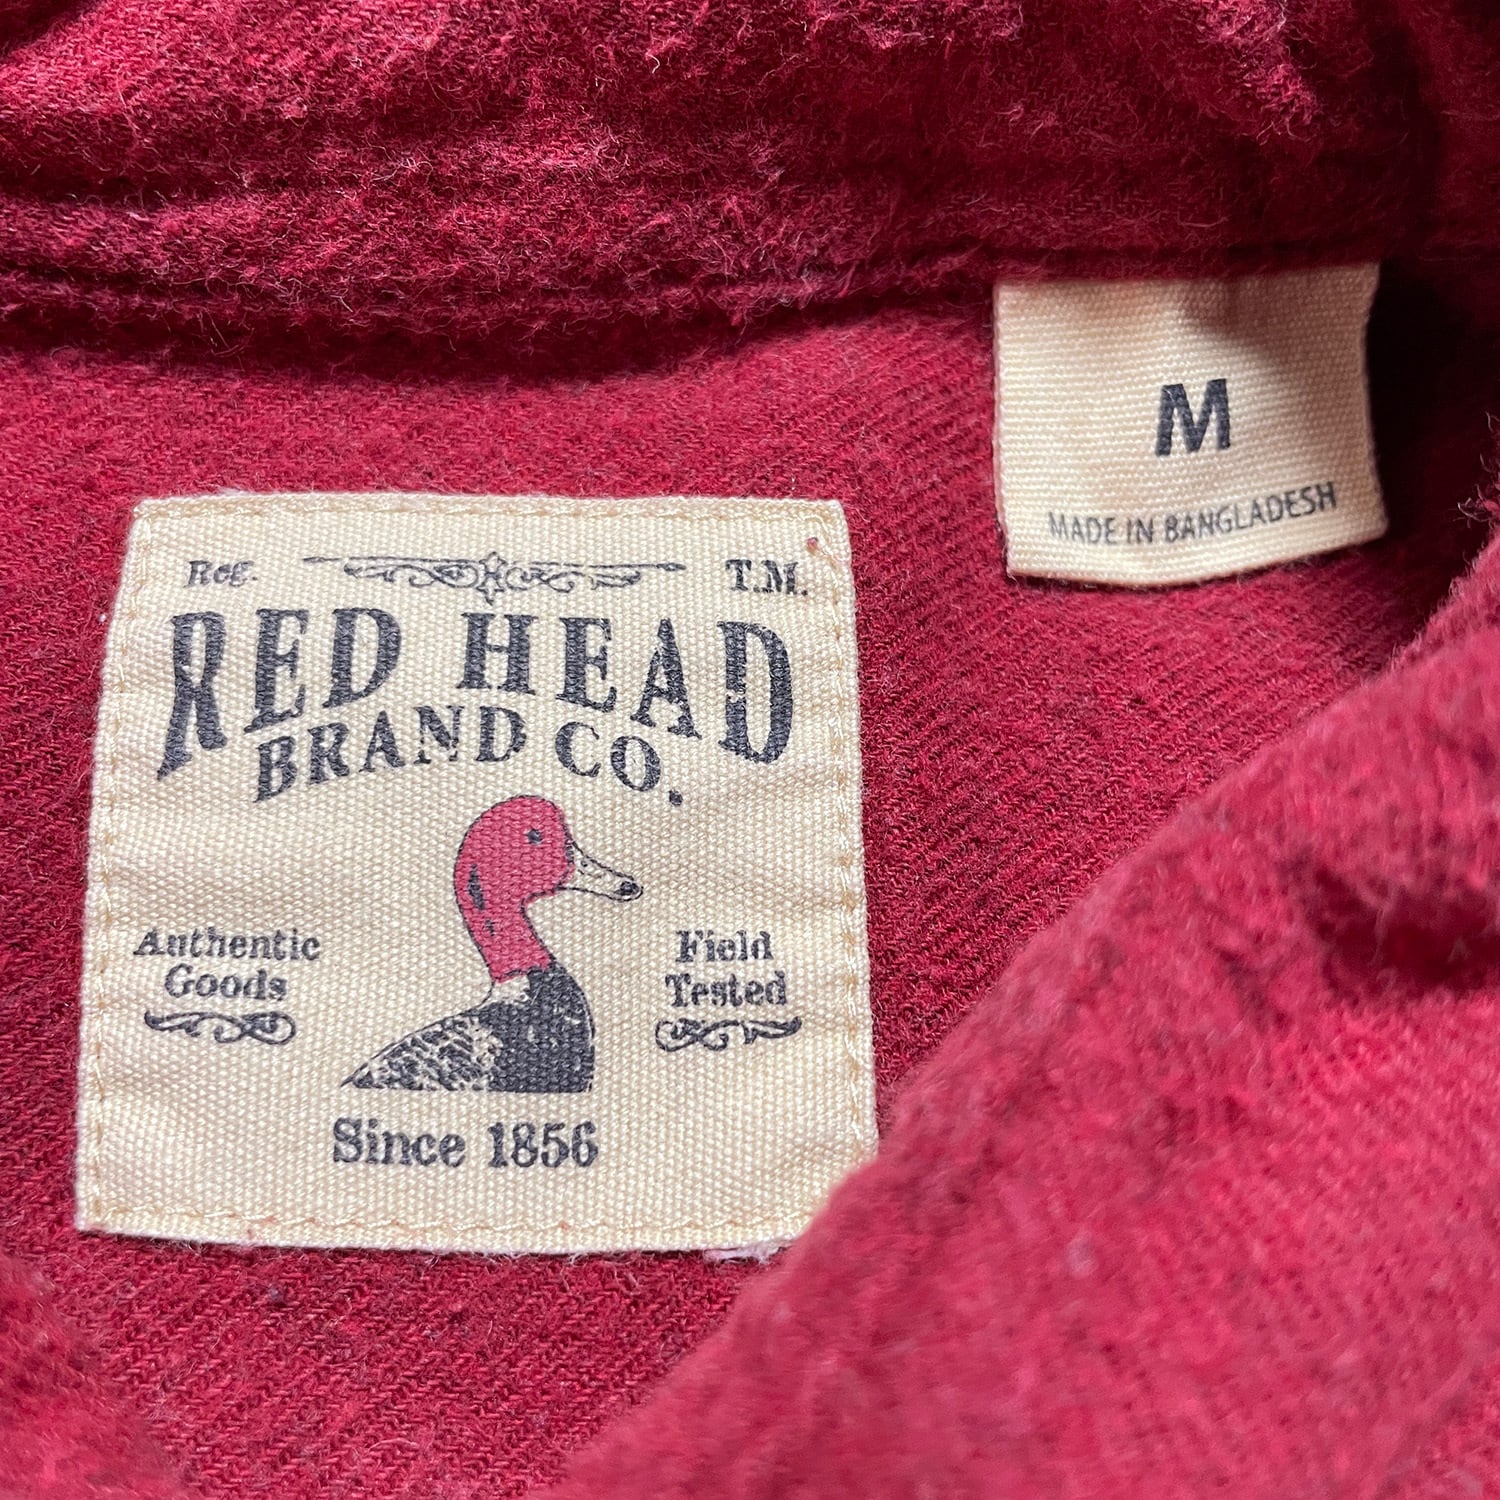 M
MADE IN BANGLADESH
Reg. T.M.
RED HEAD
BRAND CO.
Authentic
Goods
Field
Tested
Since 1856